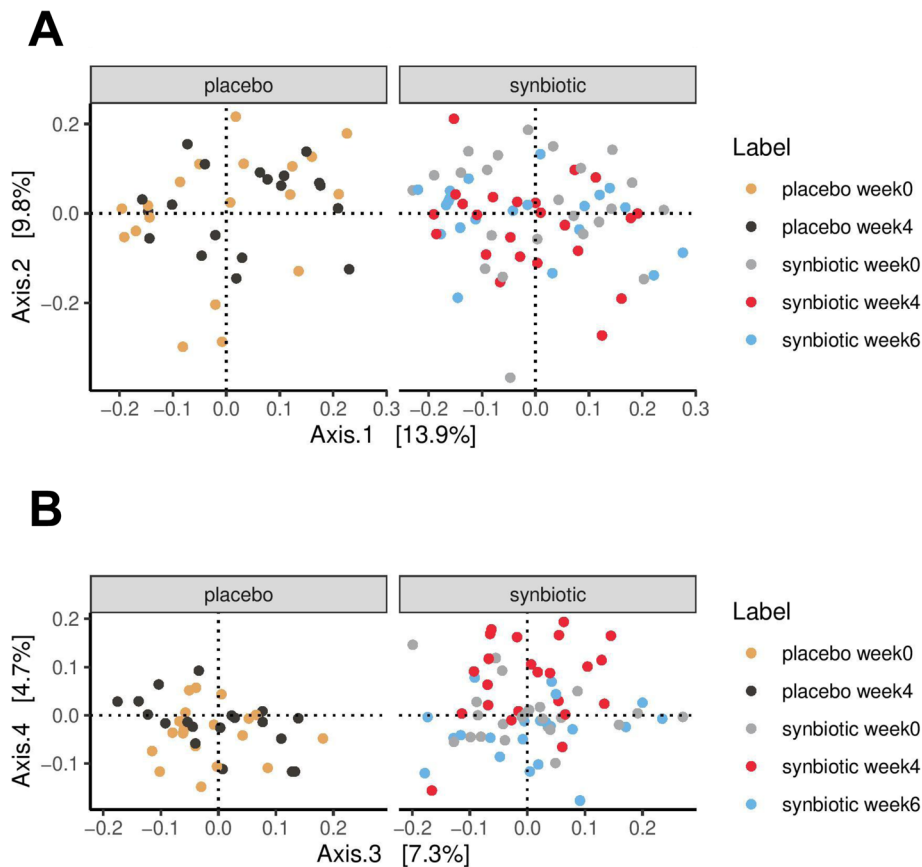 A
placebo synbiotic
0.2
0.0
−0.2
Axis.2 [9.8%]
−0.2 −0.1 0.0 0.1 0.2 0.3 −0.2 −0.1 0.0 0.1 0.2 0.3
Axis.1 [13.9%]
Label
placebo week0
placebo week4
synbiotic week0
synbiotic week4
synbiotic week6
B
placebo synbiotic
0.2
0.1
0.0
−0.1
Axis.4 [4.7%]
−0.2 −0.1 0.0 0.1 0.2 −0.2 −0.1 0.0 0.1 0.2
Axis.3 [7.3%]
Label
placebo week0
placebo week4
synbiotic week0
synbiotic week4
synbiotic week6